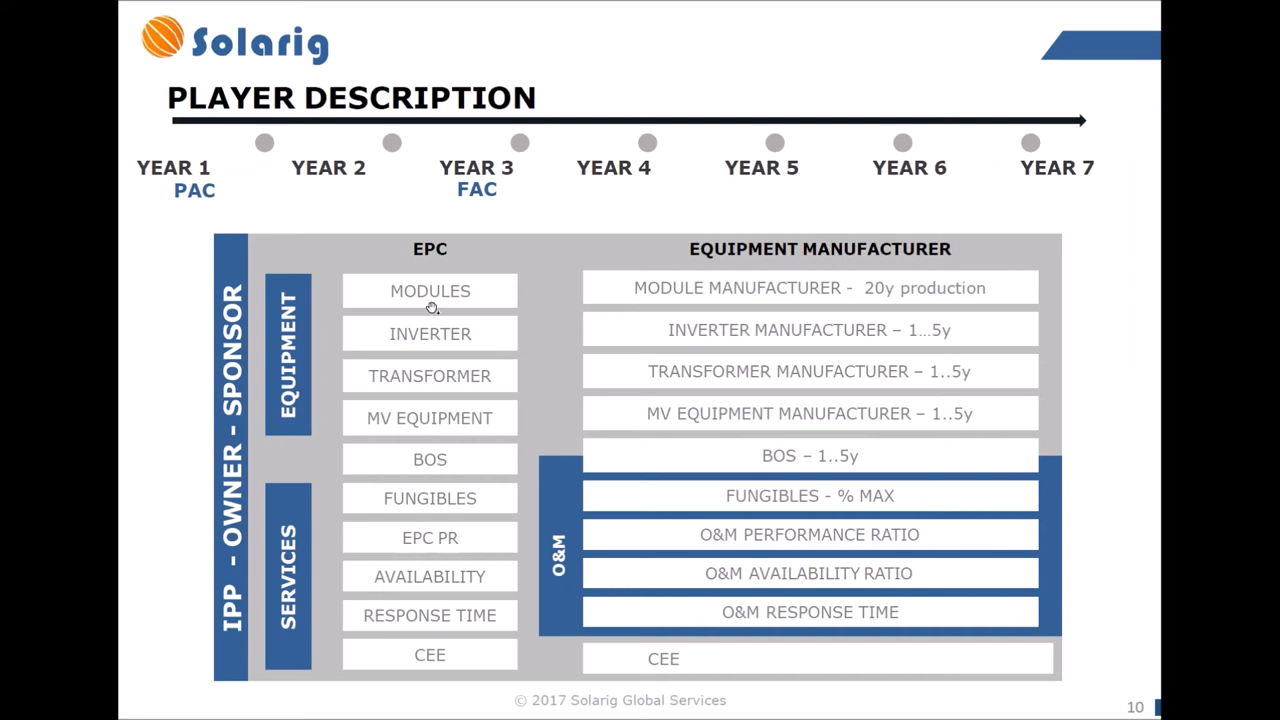 Solarig
PLAYER DESCRIPTION
YEAR 1 YEAR 2 YEAR 3 YEAR 4 YEAR 5 YEAR 6 YEAR 7
PAC FAC
IPP - OWNER - SPONSOR
EQUIPMENT
SERVICES
EPC
MODULES
INVERTER
TRANSFORMER
MV EQUIPMENT
BOS
FUNGIBLES
EPC PR
AVAILABILITY
RESPONSE TIME
CEE
O&M
EQUIPMENT MANUFACTURER
MODULE MANUFACTURER - 20y production
INVERTER MANUFACTURER – 1...5y
TRANSFORMER MANUFACTURER – 1..5y
MV EQUIPMENT MANUFACTURER – 1..5y
BOS – 1..5y
FUNGIBLES - % MAX
O&M PERFORMANCE RATIO
O&M AVAILABILITY RATIO
O&M RESPONSE TIME
CEE
© 2017 Solarig Global Services
10